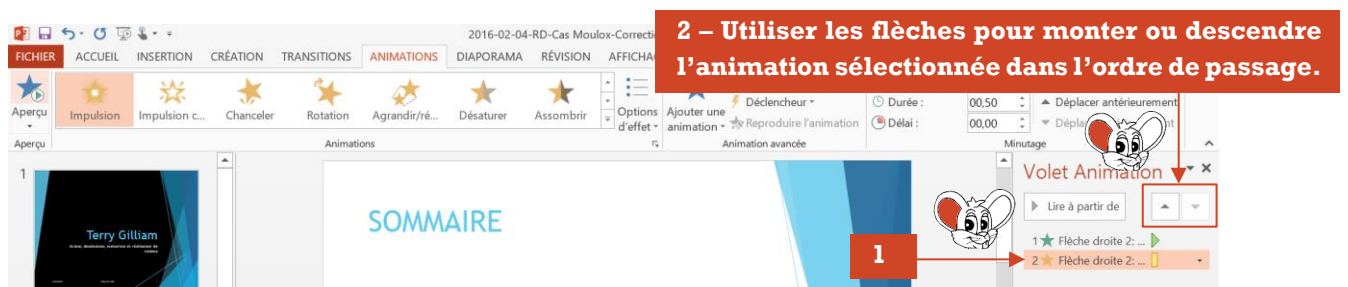 2016-02-04-RD-Cas Moulox-Correcti
2 – Utiliser les flèches pour monter ou descendre
l’animation sélectionnée dans l’ordre de passage.
FICHIER ACCUEIL INSERTION CRÉATION TRANSITIONS ANIMATIONS DIAPORAMA RÉVISION AFFICHA
Aperçu Impulsion Impulsion c... Chanceler Rotation Agrandir/ré... Désaturer Assombrir
Options
d'effet
Ajouter une
animation
Déclencheur
Reproduire l'animation
Durée : 00,50
Délai : 00,00
Déplacer antérieurement
Aperçu Animations Animation avancée Minutage
1
Terry Gilliam
SOMMAIRE
Volet Animation
Lire à partir de
1 Flèche droite 2: ...
1
2 Flèche droite 2: ...